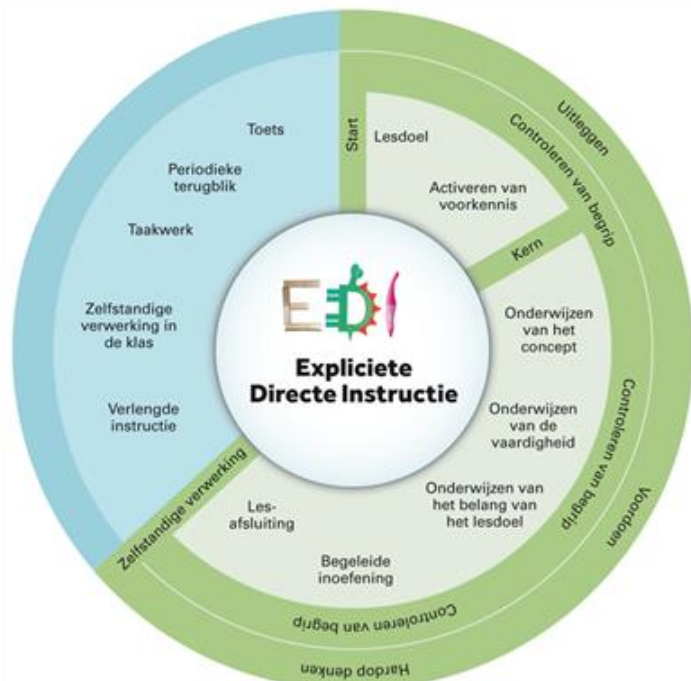 EDI
Expliciete
Directe Instructie
Start
Lesdoel
Activeren van
voorkennis
Kern
Onderwijzen
van het
concept
Onderwijzen
van de
vaardigheid
Onderwijzen van
het belang van
het lesdoel
Begeleide
inoefening
Les-
afsluiting
Zelfstandige verwerking
Verlengde
instructie
Zelfstandige
verwerking in
de klas
Taakwerk
Periodieke
terugblik
Toets
Controleren van begrip
Controleren van begrip
Controleren van begrip
Uitleggen
Voordoen
Hardop denken